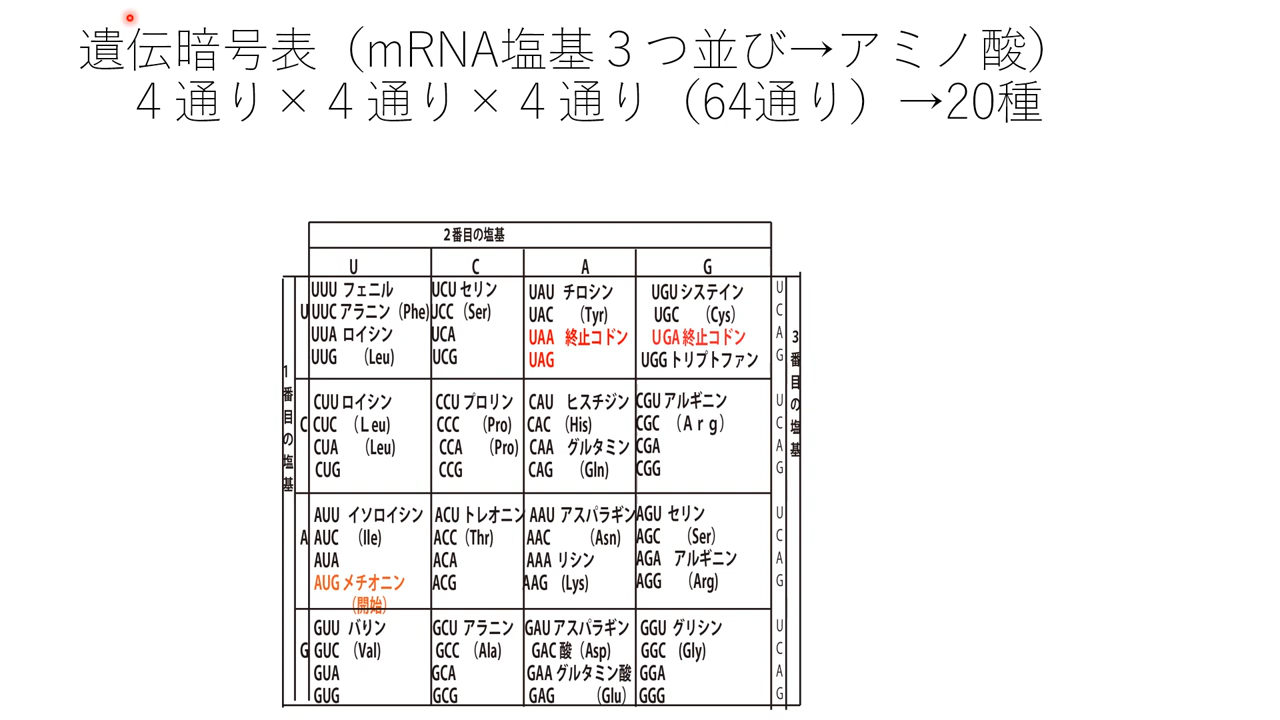 遺伝暗号表（mRNA塩基３つ並び→アミノ酸）
４通り×４通り×４通り（64通り）→20種
２番目の塩基
U C A G
1番目の塩基
3番目の塩基
U
UUU フェニル UCU セリン UAU チロシン UGU システイン U
UUC アラニン（Phe) UCC（Ser) UAC （Tyr) UGC （Cys） C
UUA ロイシン UCA UAA 終止コドン UGA 終止コドン A
UUG （Leu) UCG UAG UGG トリプトファン G
C
CUU ロイシン CCU プロリン CAU ヒスチジン CGU アルギニン U
CUC （Ｌeu) CCC （Pro) CAC （His) CGC （Ａｒｇ） C
CUA （Leu) CCA （Pro) CAA グルタミン CGA A
CUG CCG CAG （Gln) CGG G
A
AUU イソロイシン ACU トレオニン AAU アスパラギン AGU セリン U
AUC （Ile) ACC（Thr) AAC （Asn) AGC （Ser） C
AUA ACA AAA リシン AGA アルギニン A
AUG メチオニン ACG AAG (Lys) AGG （Arg) G
（開始）
G
GUU バリン GCU アラニン GAU アスパラギン GGU グリシン U
GUC （Val) GCC （Ala) GAC 酸（Asp) GGC (Gly) C
GUA GCA GAA グルタミン酸 GGA A
GUG GCG GAG （Glu） GGG G